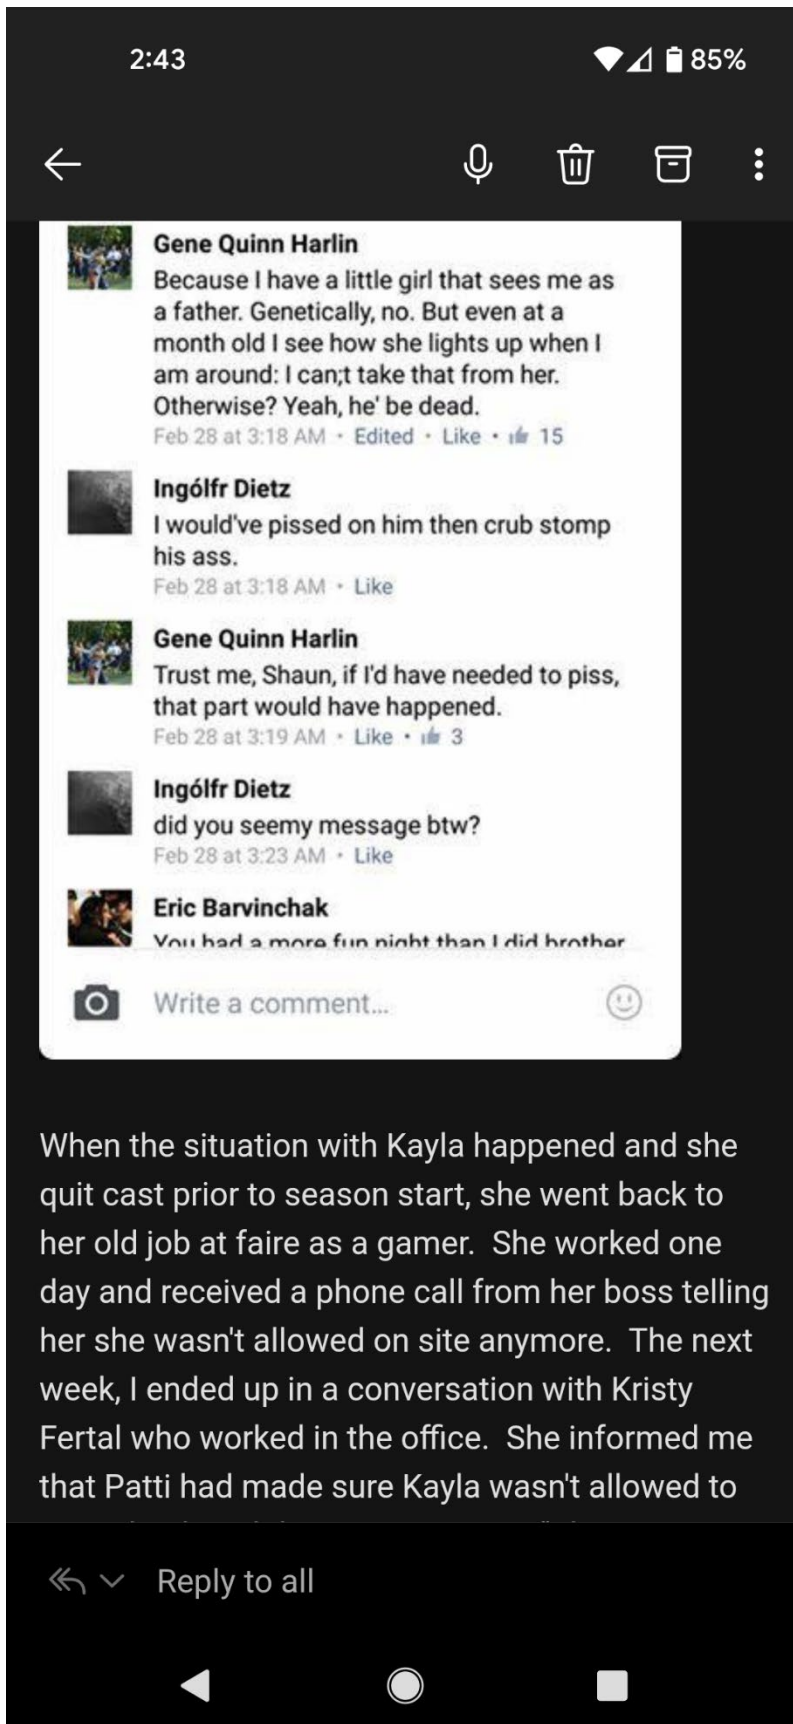 2:43
85%
Gene Quinn Harlin
Because I have a little girl that sees me as
a father. Genetically, no. But even at a
month old I see how she lights up when I
am around: I can;t take that from her.
Otherwise? Yeah, he' be dead.
Feb 28 at 3:18 AM · Edited · Like · 15
Ingólfr Dietz
I would've pissed on him then crub stomp
his ass.
Feb 28 at 3:18 AM · Like
Gene Quinn Harlin
Trust me, Shaun, if I'd have needed to piss,
that part would have happened.
Feb 28 at 3:19 AM · Like · 3
Ingólfr Dietz
did you seemy message btw?
Feb 28 at 3:23 AM · Like
Eric Barvinchak
You had a more fun night than I did brother
Write a comment...
When the situation with Kayla happened and she
quit cast prior to season start, she went back to
her old job at faire as a gamer. She worked one
day and received a phone call from her boss telling
her she wasn't allowed on site anymore. The next
week, I ended up in a conversation with Kristy
Fertal who worked in the office. She informed me
that Patti had made sure Kayla wasn't allowed to
Reply to all